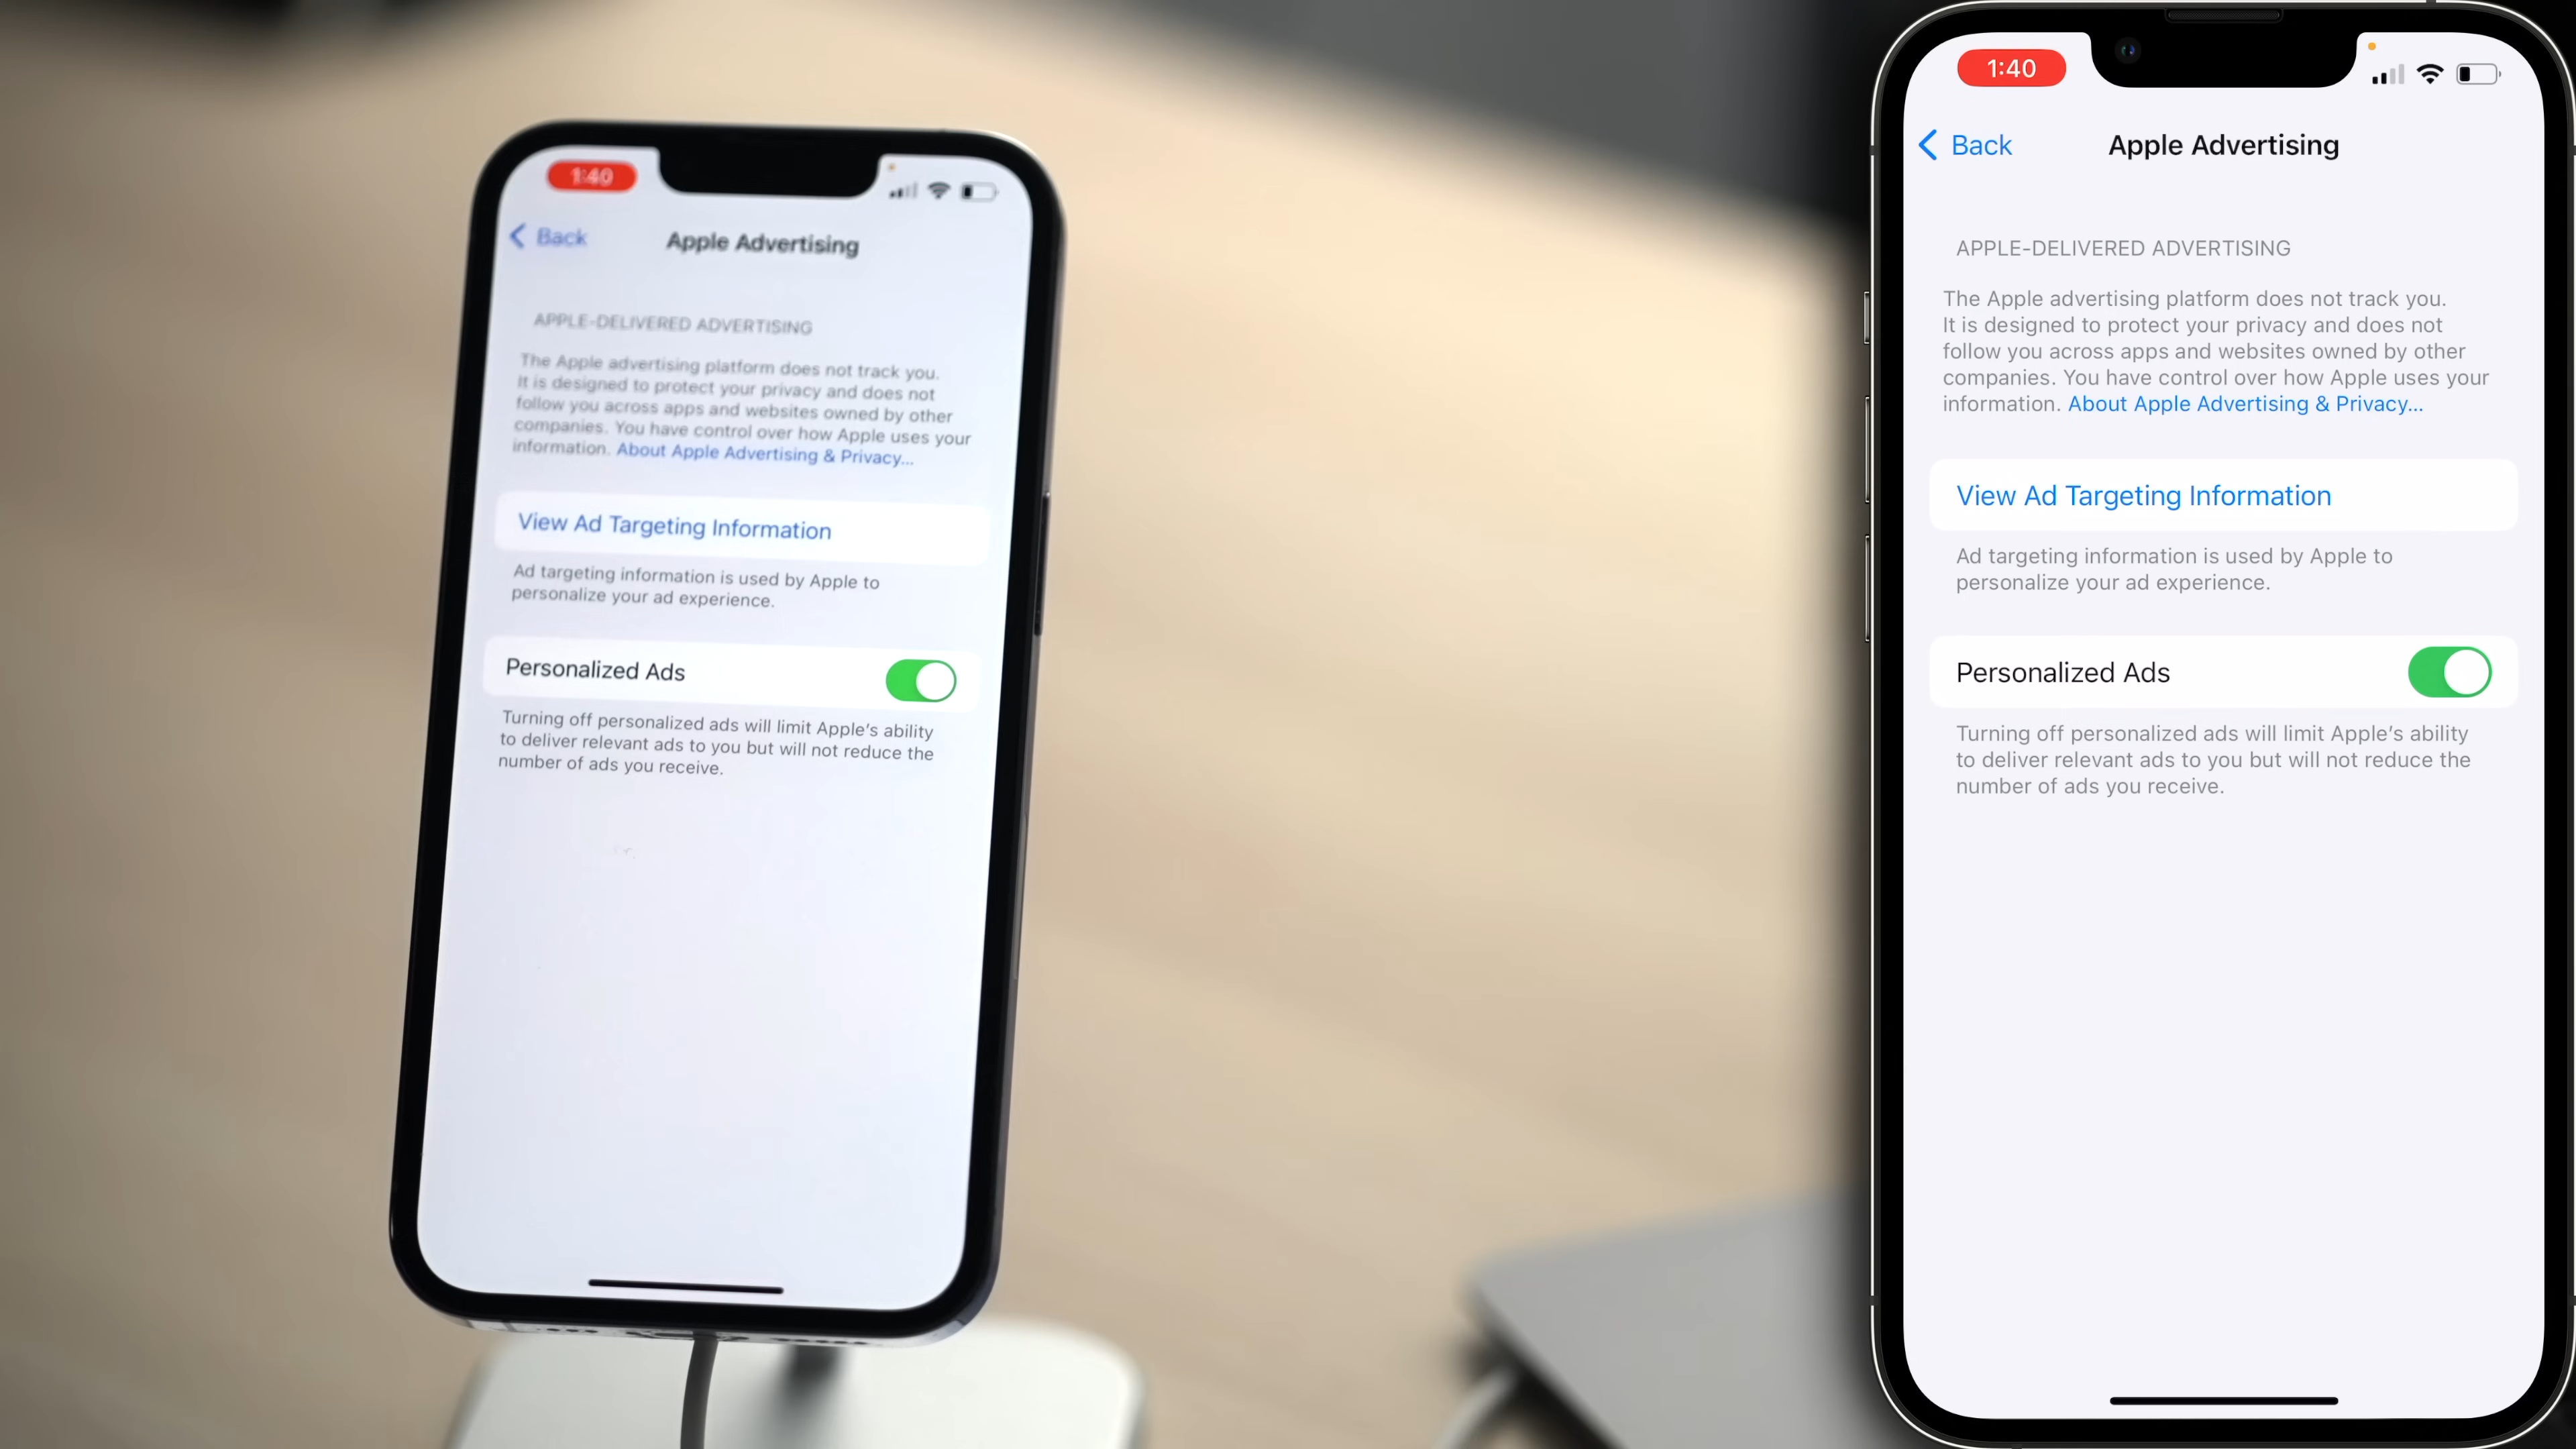 1:40
Back
Apple Advertising
APPLE-DELIVERED ADVERTISING
The Apple advertising platform does not track you.
It is designed to protect your privacy and does not
follow you across apps and websites owned by other
companies. You have control over how Apple uses your
information. About Apple Advertising & Privacy...
View Ad Targeting Information
Ad targeting information is used by Apple to
personalize your ad experience.
Personalized Ads
Turning off personalized ads will limit Apple's ability
to deliver relevant ads to you but will not reduce the
number of ads you receive.
1:40
Back
Apple Advertising
APPLE-DELIVERED ADVERTISING
The Apple advertising platform does not track you.
It is designed to protect your privacy and does not
follow you across apps and websites owned by other
companies. You have control over how Apple uses your
information. About Apple Advertising & Privacy...
View Ad Targeting Information
Ad targeting information is used by Apple to
personalize your ad experience.
Personalized Ads
Turning off personalized ads will limit Apple’s ability
to deliver relevant ads to you but will not reduce the
number of ads you receive.